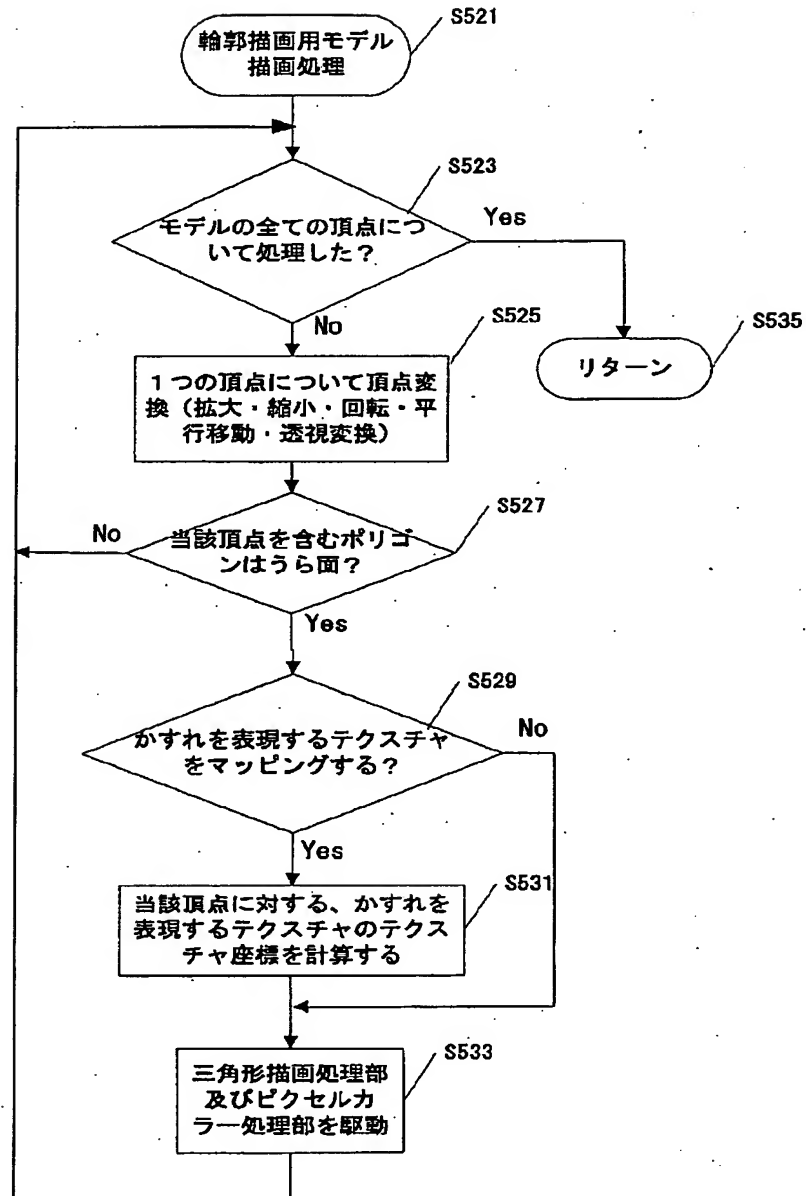 S521
輪郭描画用モデル
描画処理
S523
モデルの全ての頂点につ
いて処理した？
Yes
No
S525
S535
リターン
１つの頂点について頂点変
換（拡大・縮小・回転・平
行移動・透視変換）
S527
No
当該頂点を含むポリゴ
ンはうら面？
Yes
S529
No
かすれを表現するテクスチャ
をマッピングする？
Yes
S531
当該頂点に対する、かすれを
表現するテクスチャのテクス
チャ座標を計算する
S533
三角形描画処理部
及びピクセルカ
ラー処理部を駆動